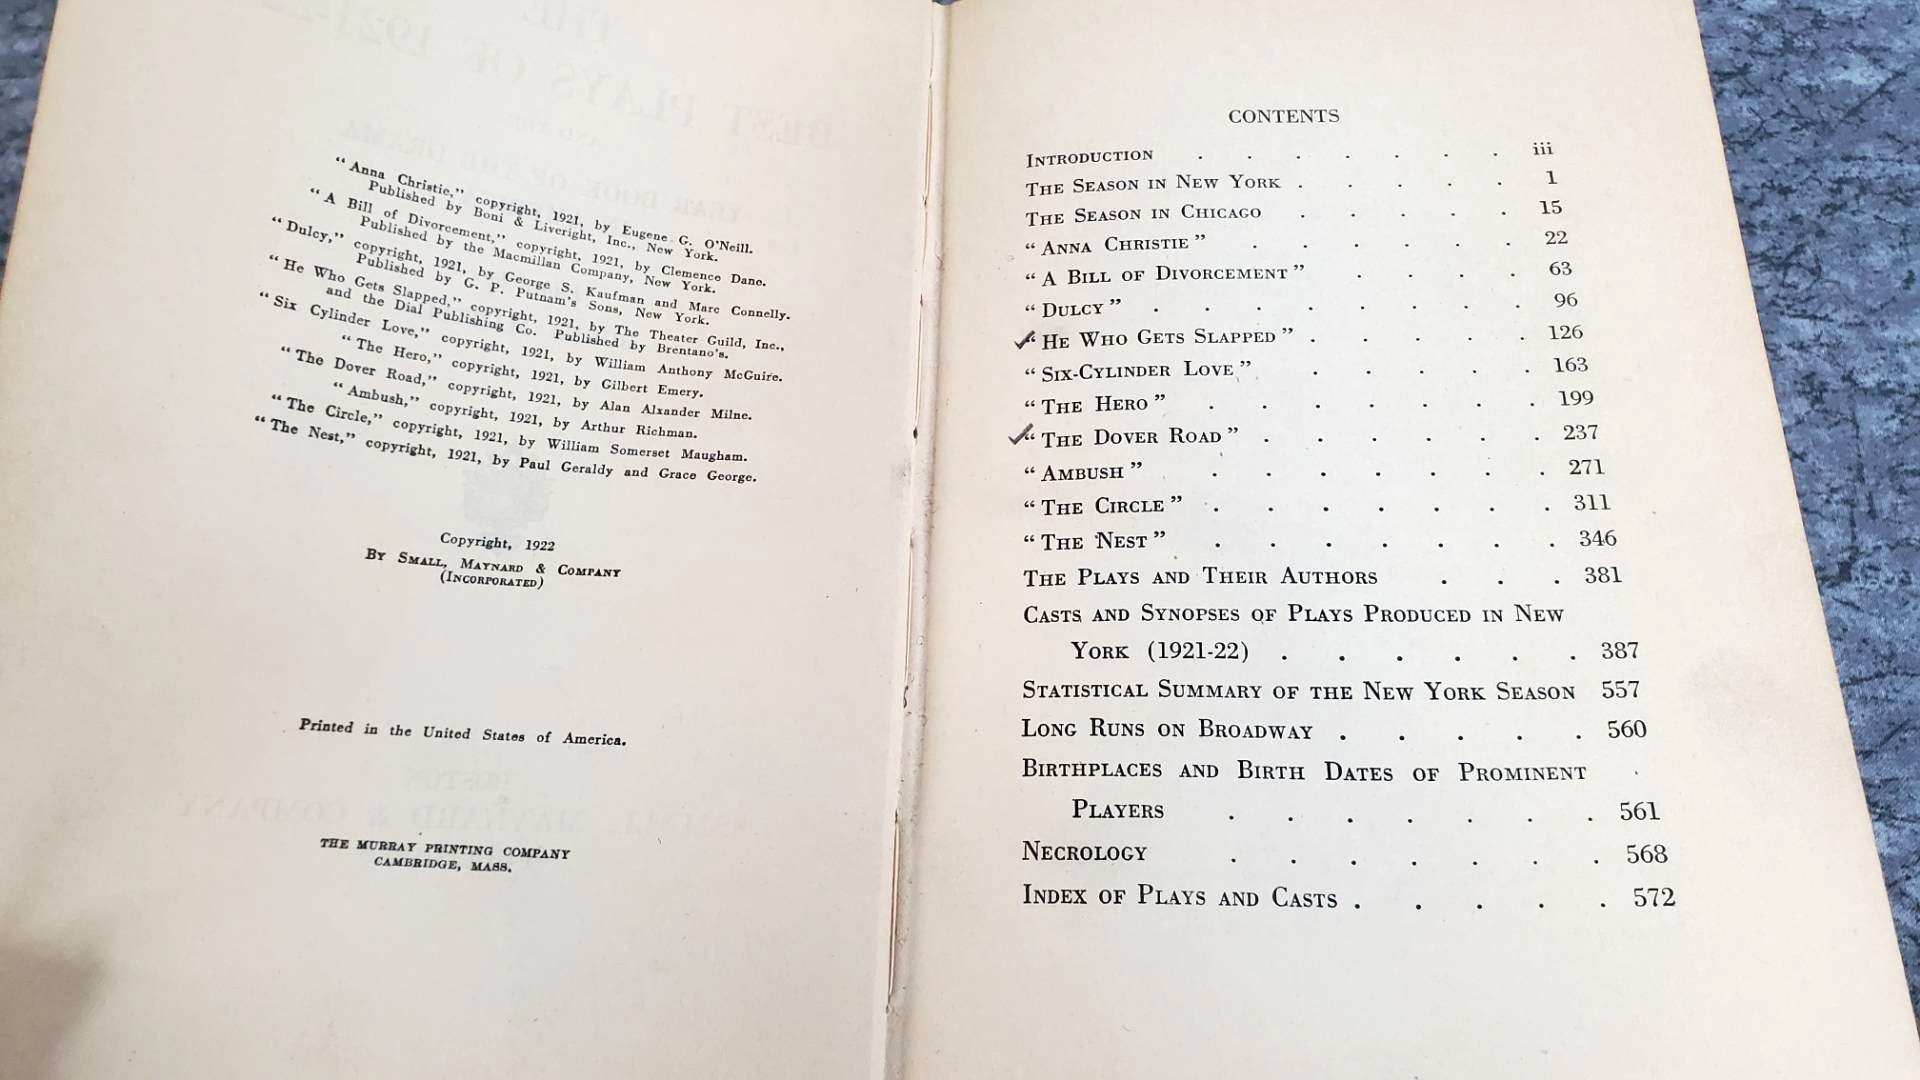 “Anna Christie,” copyright, 1921, by Eugene G. O'Neill.
Published by Boni & Liveright, Inc., New York.
“A Bill of Divorcement,” copyright, 1921, by Clemence Dane.
Published by the Macmillan Company, New York.
“Dulcy,” copyright, 1921, by George S. Kaufman and Marc Connelly.
Published by G. P. Putnam's Sons, New York.
“He Who Gets Slapped,” copyright, 1921, by The Theater Guild, Inc.,
and the Dial Publishing Co. Published by Brentano's.
“Six Cylinder Love,” copyright, 1921, by William Anthony McGuire.
“The Hero,” copyright, 1921, by Gilbert Emery.
“The Dover Road,” copyright, 1921, by Alan Alxander Milne.
“Ambush,” copyright, 1921, by Arthur Richman.
“The Circle,” copyright, 1921, by William Somerset Maugham.
“The Nest,” copyright, 1921, by Paul Geraldy and Grace George.
Copyright, 1922
By Small, Maynard & Company
(Incorporated)
Printed in the United States of America.
THE MURRAY PRINTING COMPANY
CAMBRIDGE, MASS.
CONTENTS
Introduction . . . . . . . iii
The Season in New York . . . . . 1
The Season in Chicago . . . . . 15
“Anna Christie” . . . . . . 22
“A Bill of Divorcement” . . . . 63
“Dulcy” . . . . . . . . 96
“He Who Gets Slapped” . . . . . 126
“Six-Cylinder Love” . . . . . 163
“The Hero” . . . . . . . 199
“The Dover Road” . . . . . . 237
“Ambush” . . . . . . . 271
“The Circle” . . . . . . . 311
“The Nest” . . . . . . . 346
The Plays and Their Authors . . . 381
Casts and Synopses of Plays Produced in New
York (1921-22) . . . . . . 387
Statistical Summary of the New York Season 557
Long Runs on Broadway . . . . . 560
Birthplaces and Birth Dates of Prominent
Players . . . . . . . 561
Necrology . . . . . . . 568
Index of Plays and Casts . . . . . 572